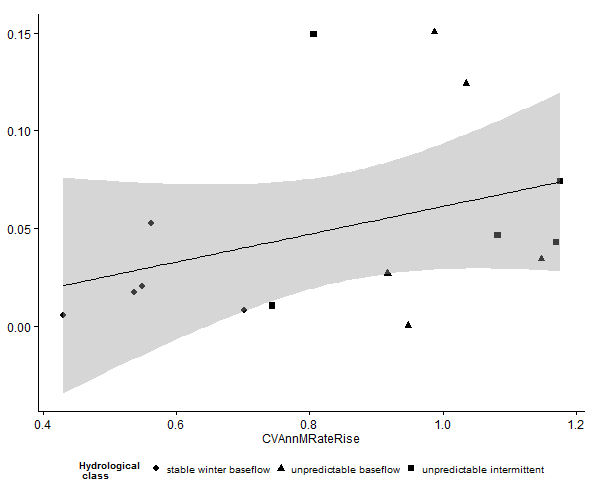 0.15
0.10
0.05
0.00
0.4 0.6 0.8 1.0 1.2
CVAnnMRateRise
Hydrological
class
stable winter baseflow unpredictable baseflow unpredictable intermittent